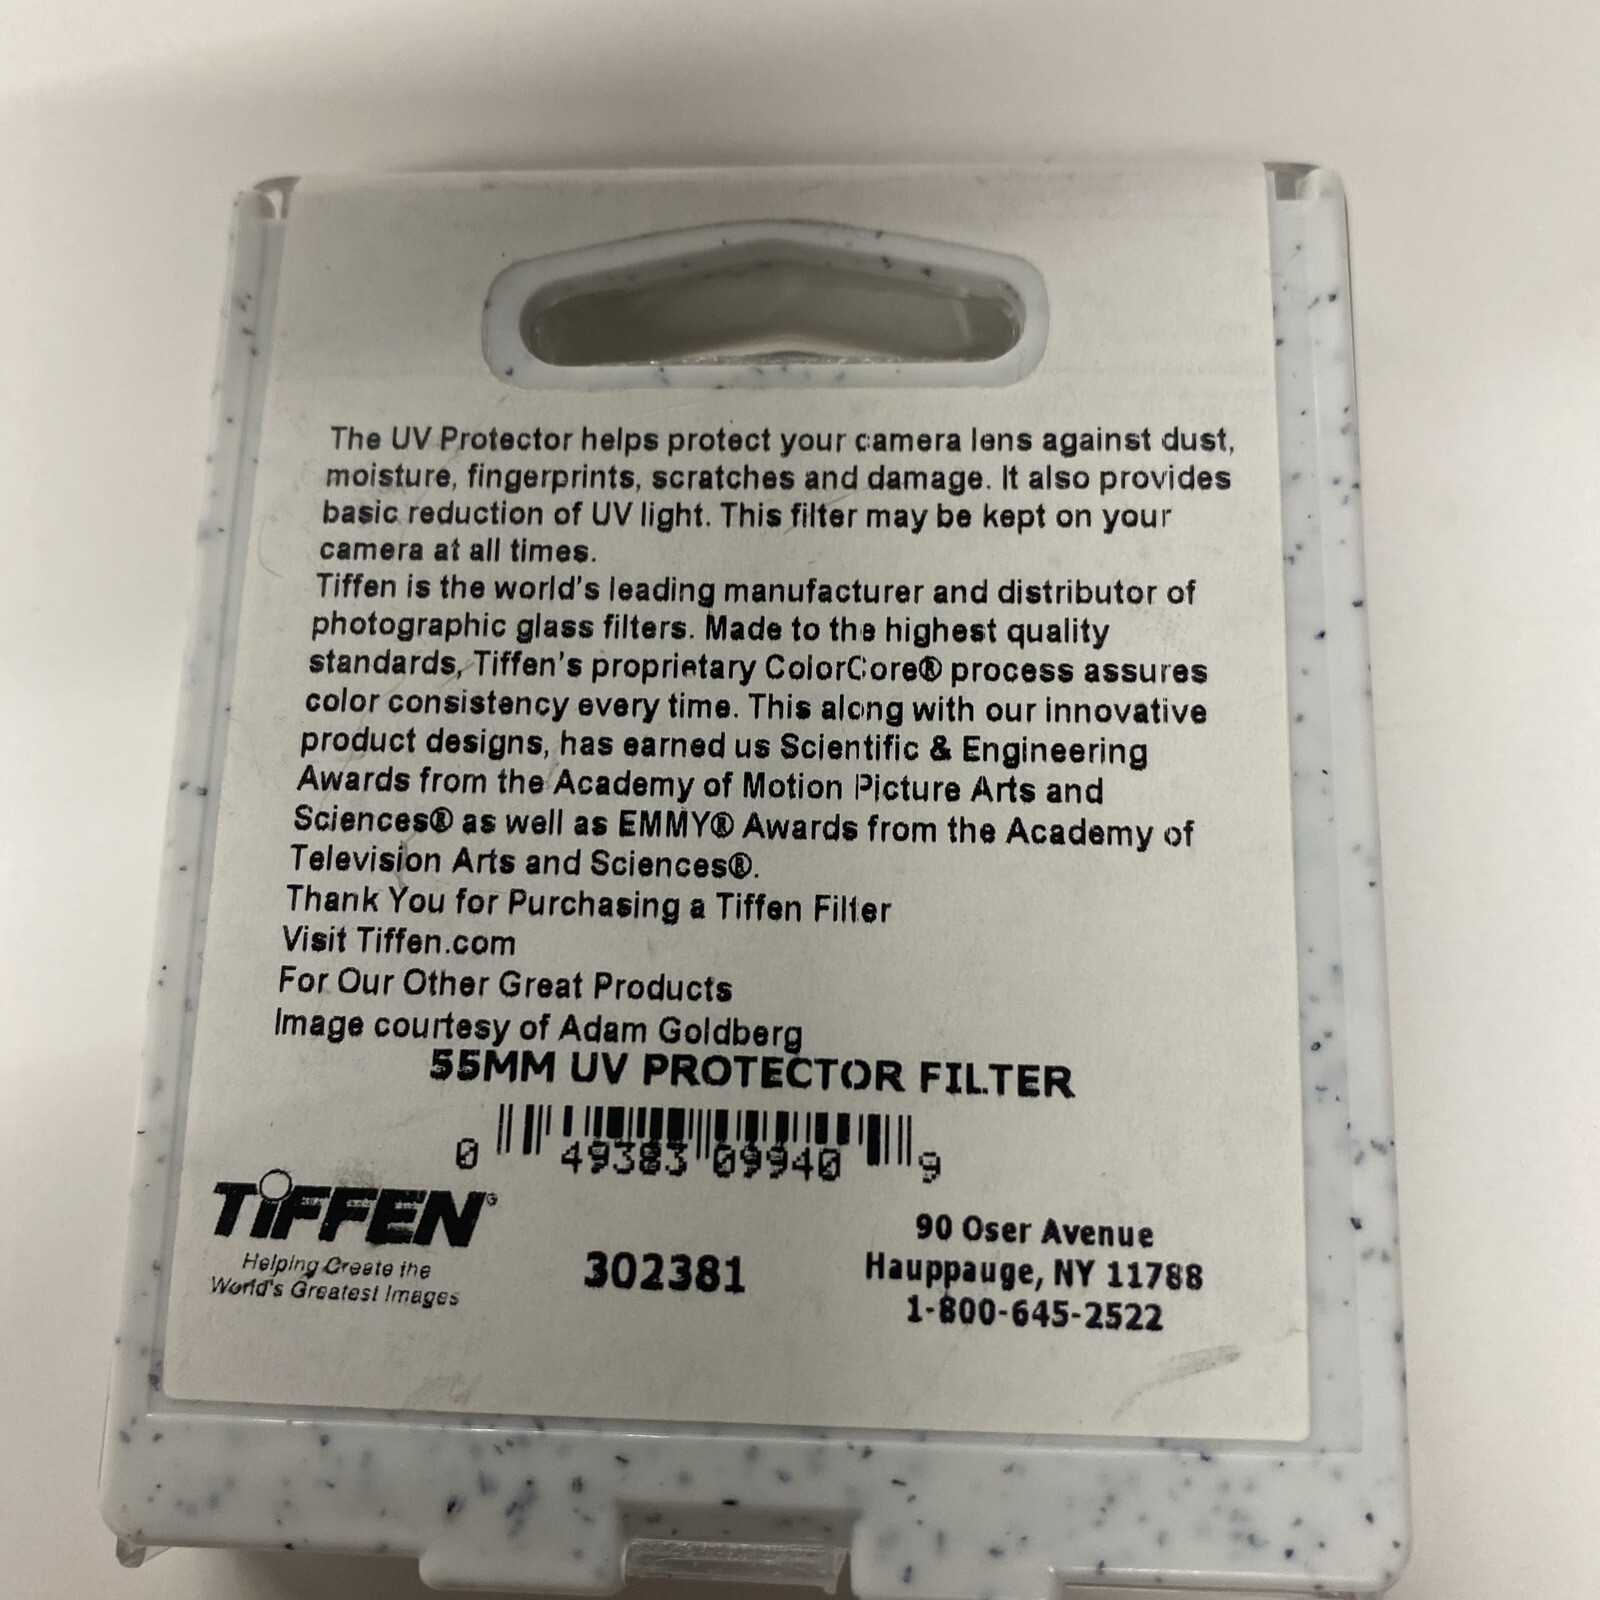 The UV Protector helps protect your camera lens against dust,
moisture, fingerprints, scratches and damage. It also provides
basic reduction of UV light. This filter may be kept on your
camera at all times.
Tiffen is the world's leading manufacturer and distributor of
photographic glass filters. Made to the highest quality
standards, Tiffen's proprietary ColorCore® process assures
color consistency every time. This along with our innovative
product designs, has earned us Scientific & Engineering
Awards from the Academy of Motion Picture Arts and
Sciences® as well as EMMY® Awards from the Academy of
Television Arts and Sciences®.
Thank You for Purchasing a Tiffen Filter
Visit Tiffen.com
For Our Other Great Products
Image courtesy of Adam Goldberg
55MM UV PROTECTOR FILTER
0 49383 09940 9
TIFFEN®
Helping Create the
World's Greatest Images
302381
90 Oser Avenue
Hauppauge, NY 11788
1-800-645-2522